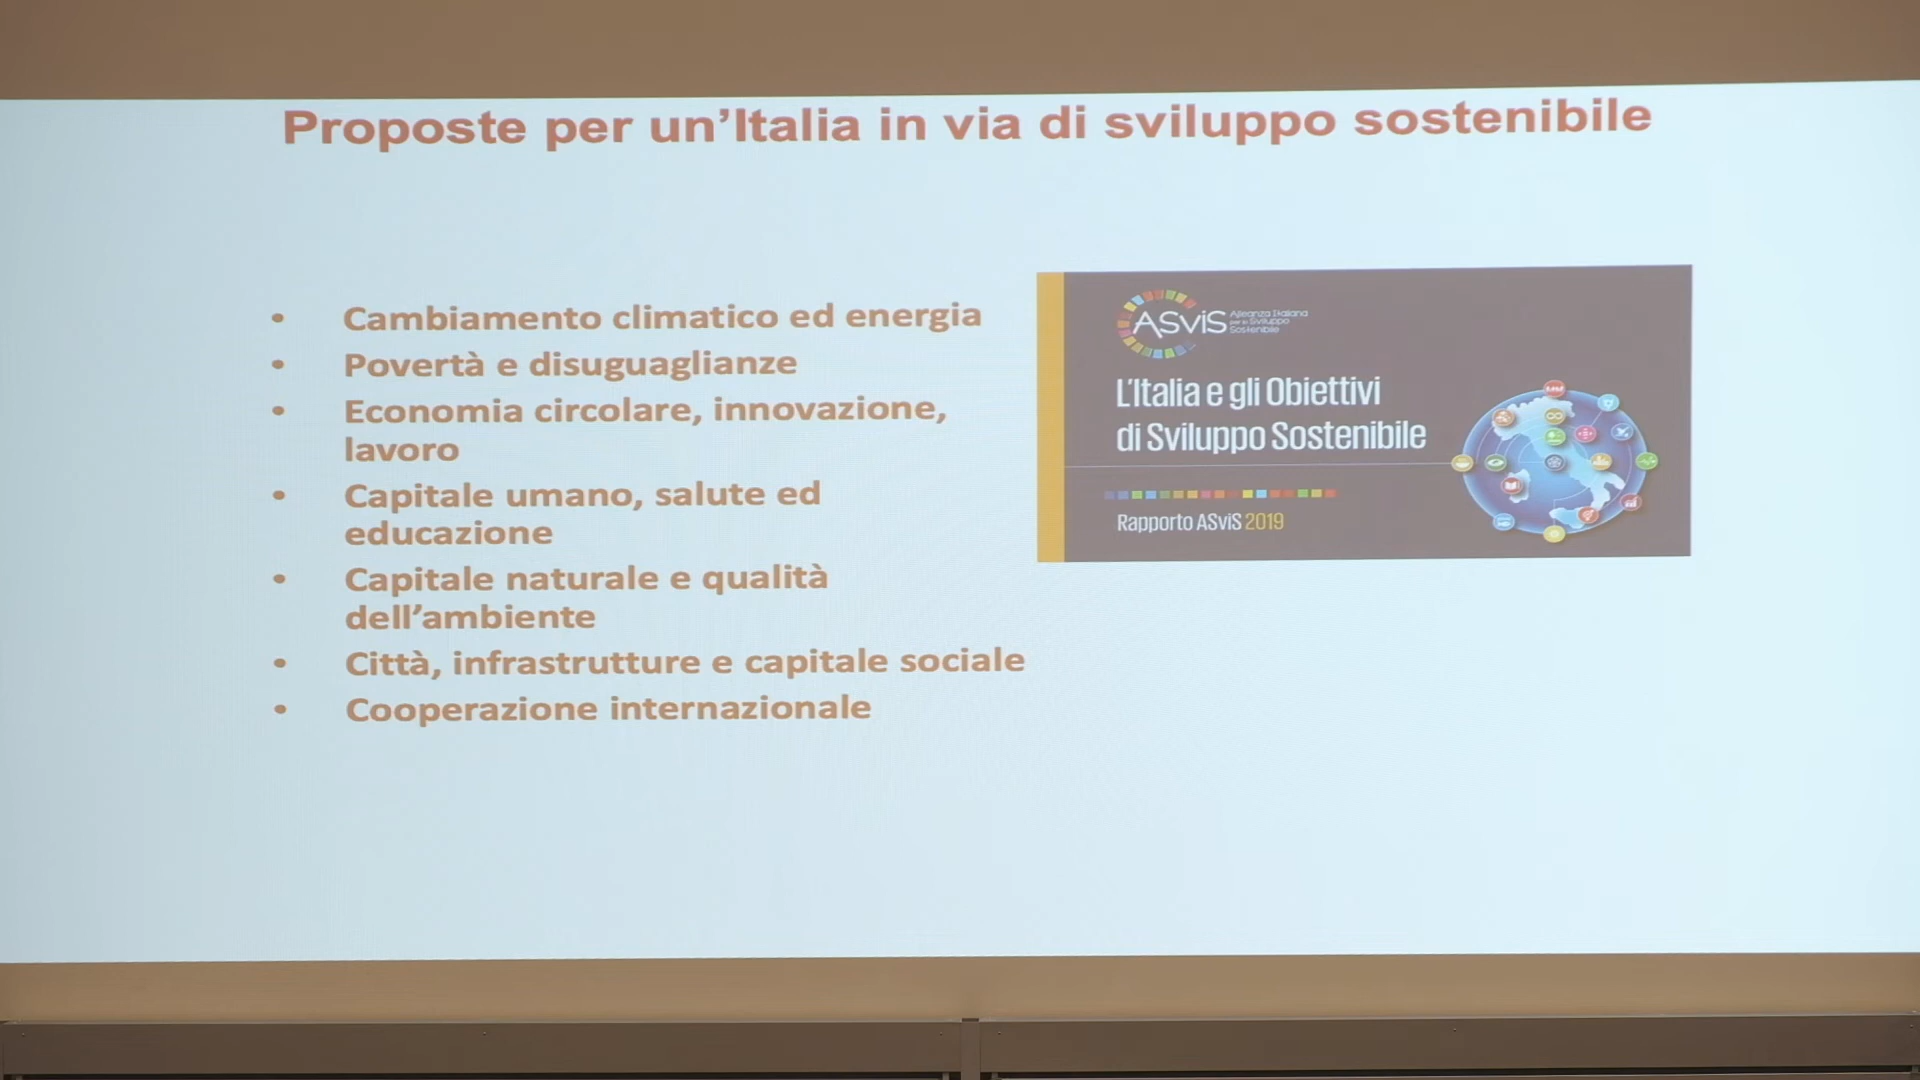 Proposte per un'Italia in via di sviluppo sostenibile
• Cambiamento climatico ed energia
• Povertà e disuguaglianze
• Economia circolare, innovazione,
lavoro
• Capitale umano, salute ed
educazione
• Capitale naturale e qualità
dell'ambiente
• Città, infrastrutture e capitale sociale
• Cooperazione internazionale
ASviS
Alleanza Italiana
per lo Sviluppo
Sostenibile
L'Italia e gli Obiettivi
di Sviluppo Sostenibile
Rapporto ASviS 2019